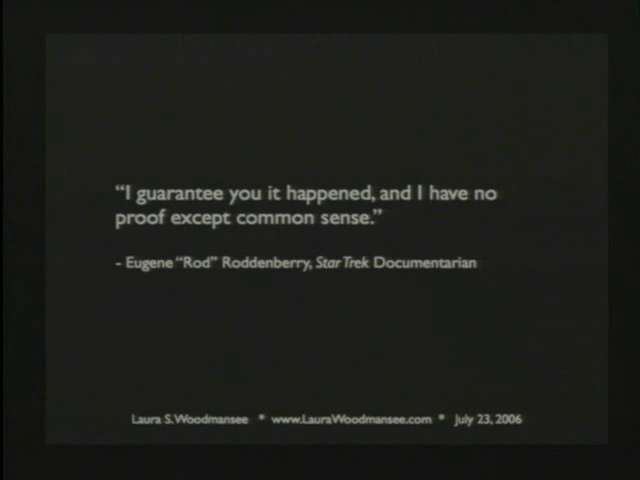 “I guarantee you it happened, and I have no
proof except common sense.”
- Eugene “Rod” Roddenberry, Star Trek Documentarian
Laura S. Woodmansee * www.LauraWoodmansee.com * July 23, 2006